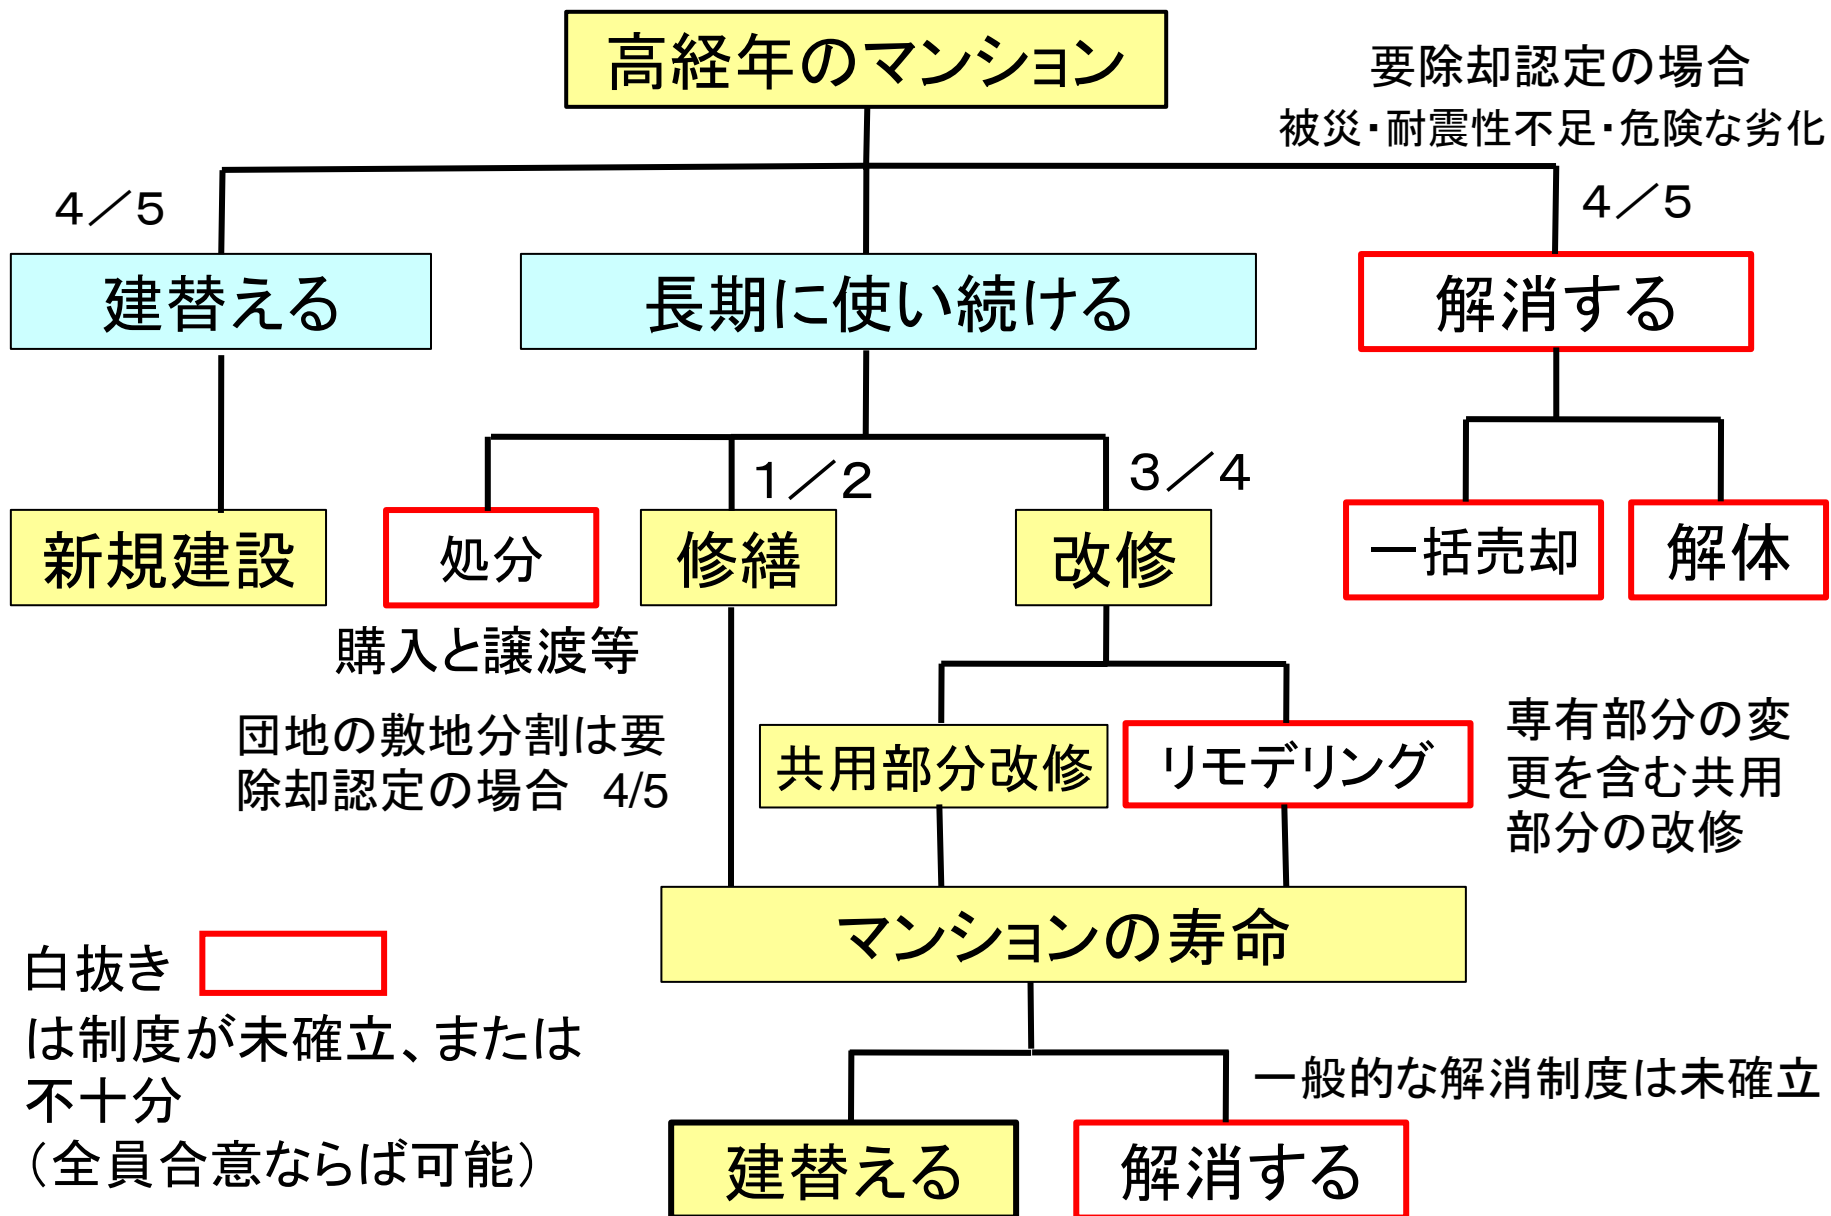 高経年のマンション
要除却認定の場合
被災・耐震性不足・危険な劣化
４／５
４／５
建替える
長期に使い続ける
解消する
１／２
３／４
新規建設
処分
修繕
改修
一括売却
解体
購入と譲渡等
団地の敷地分割は要
除却認定の場合　4/5
共用部分改修
リモデリング
専有部分の変
更を含む共用
部分の改修
マンションの寿命
白抜き
は制度が未確立、または
不十分
（全員合意ならば可能）
一般的な解消制度は未確立
建替える
解消する